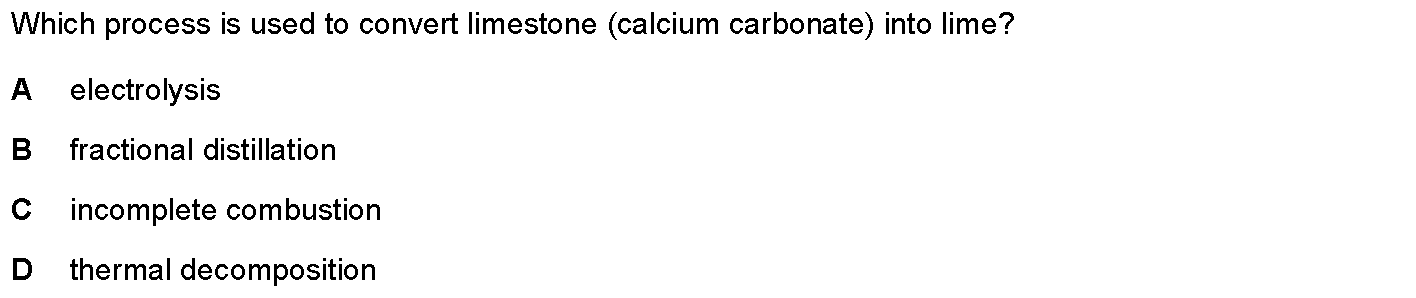 Which process is used to convert limestone (calcium carbonate) into lime?
A electrolysis
B fractional distillation
C incomplete combustion
D thermal decomposition